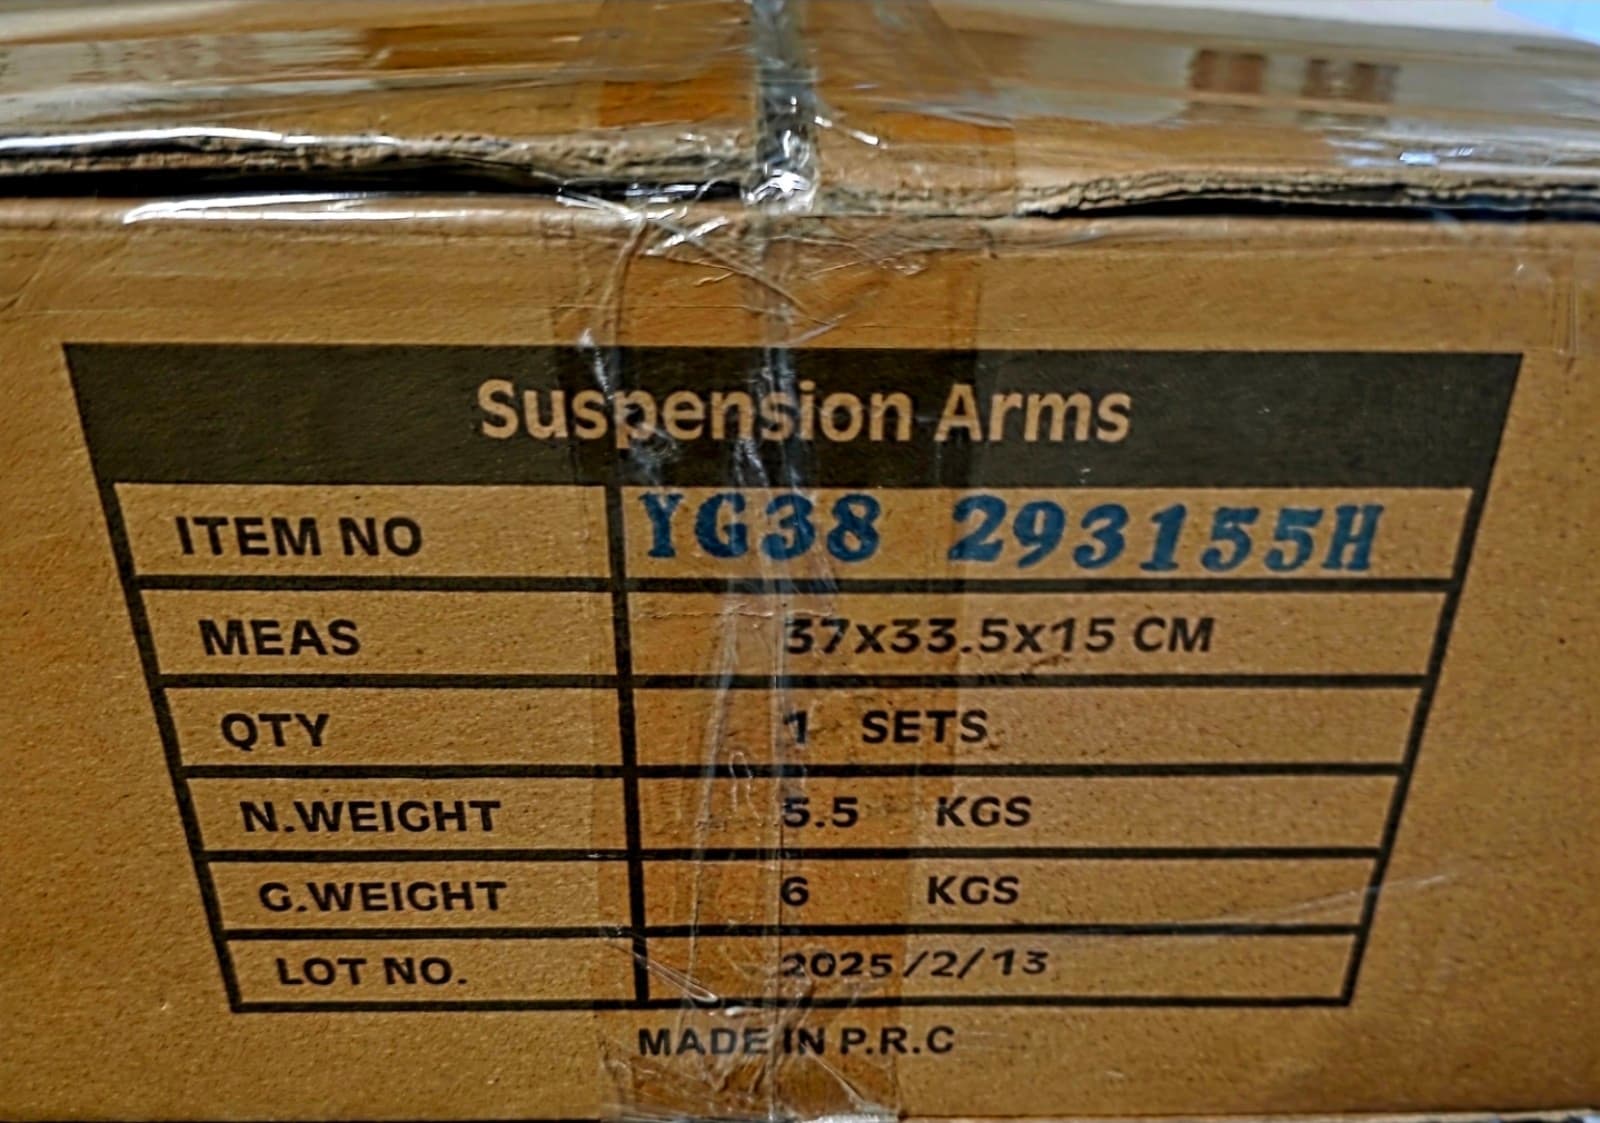 Suspension Arms
ITEM NO YG38 293155H
MEAS 37x33.5x15 CM
QTY 1 SETS
N.WEIGHT 5.5 KGS
G.WEIGHT 6 KGS
LOT NO. 2025/2/13
MADE IN P.R.C